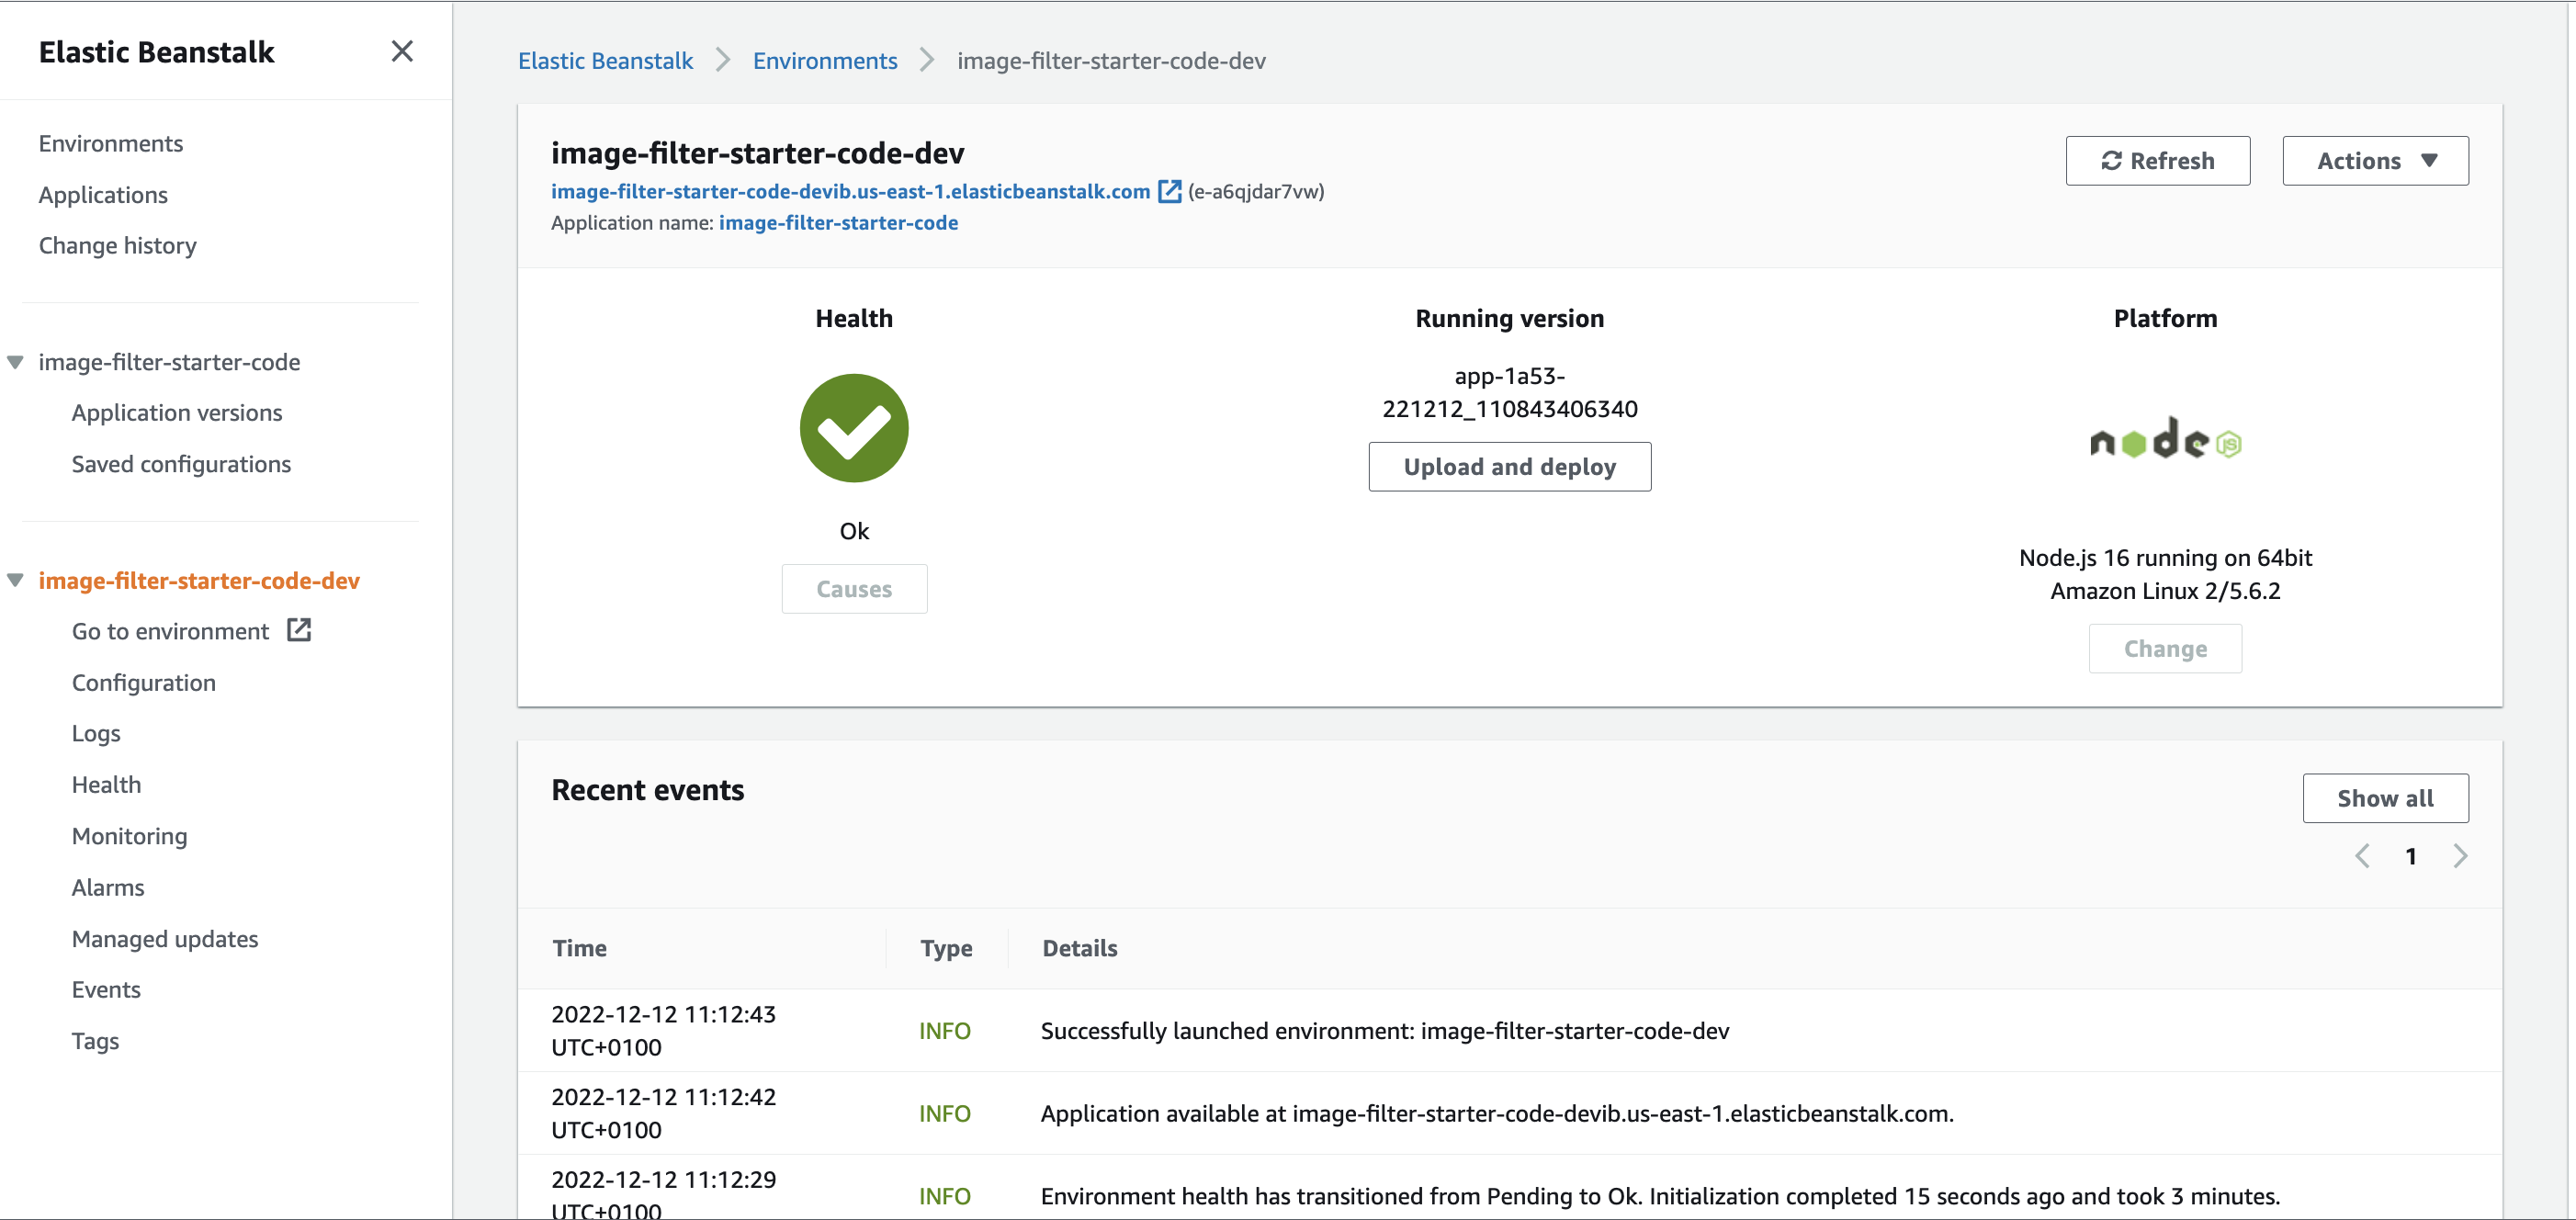 Elastic Beanstalk
Environments
Applications
Change history
image-filter-starter-code
Application versions
Saved configurations
image-filter-starter-code-dev
Go to environment
Configuration
Logs
Health
Monitoring
Alarms
Managed updates
Events
Tags
Elastic Beanstalk > Environments > image-filter-starter-code-dev
image-filter-starter-code-dev
image-filter-starter-code-devib.us-east-1.elasticbeanstalk.com (e-a6qjdar7vw)
Application name: image-filter-starter-code
Refresh
Actions
Health
Ok
Causes
Running version
app-1a53-
221212_110843406340
Upload and deploy
Platform
node JS
Node.js 16 running on 64bit
Amazon Linux 2/5.6.2
Change
Recent events
Show all
1
Time Type Details
2022-12-12 11:12:43
UTC+0100
INFO
Successfully launched environment: image-filter-starter-code-dev
2022-12-12 11:12:42
UTC+0100
INFO
Application available at image-filter-starter-code-devib.us-east-1.elasticbeanstalk.com.
2022-12-12 11:12:29
UTC+0100
INFO
Environment health has transitioned from Pending to Ok. Initialization completed 15 seconds ago and took 3 minutes.